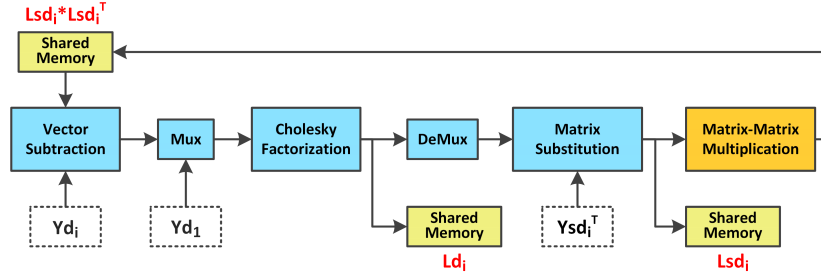 Lsdᵢ*Lsdᵢᵀ
Shared
Memory
Vector
Subtraction
Mux
Cholesky
Factorization
DeMux
Matrix
Substitution
Matrix-Matrix
Multiplication
Ydᵢ
Yd₁
Shared
Memory
Ldᵢ
Ysdᵢᵀ
Shared
Memory
Lsdᵢ